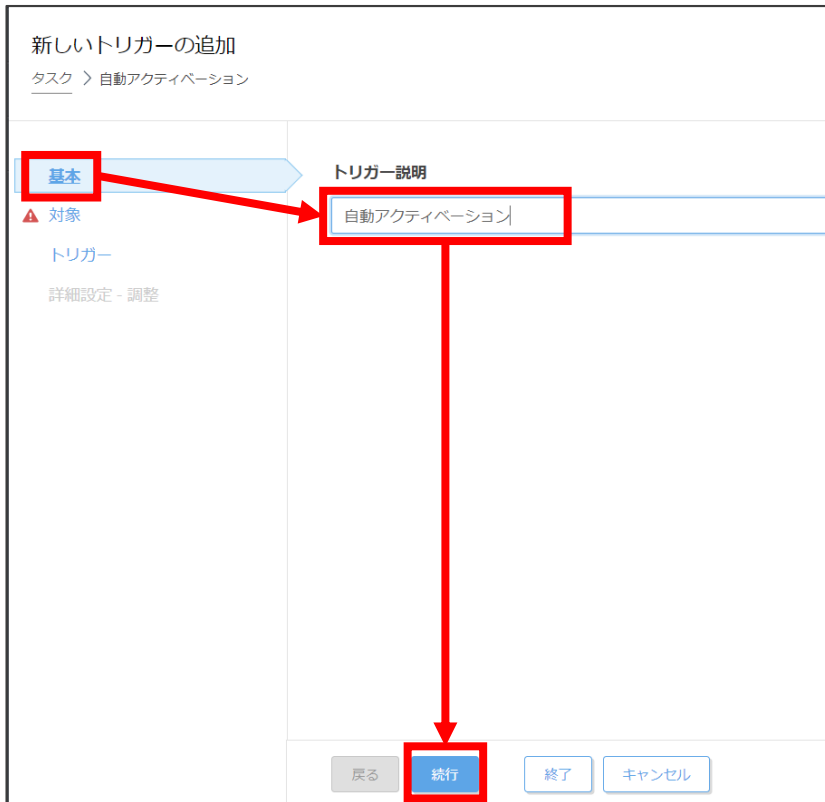 新しいトリガーの追加
タスク > 自動アクティベーション
基本
トリガー説明
自動アクティベーション
対象
トリガー
詳細設定 - 調整
戻る 続行 終了 キャンセル